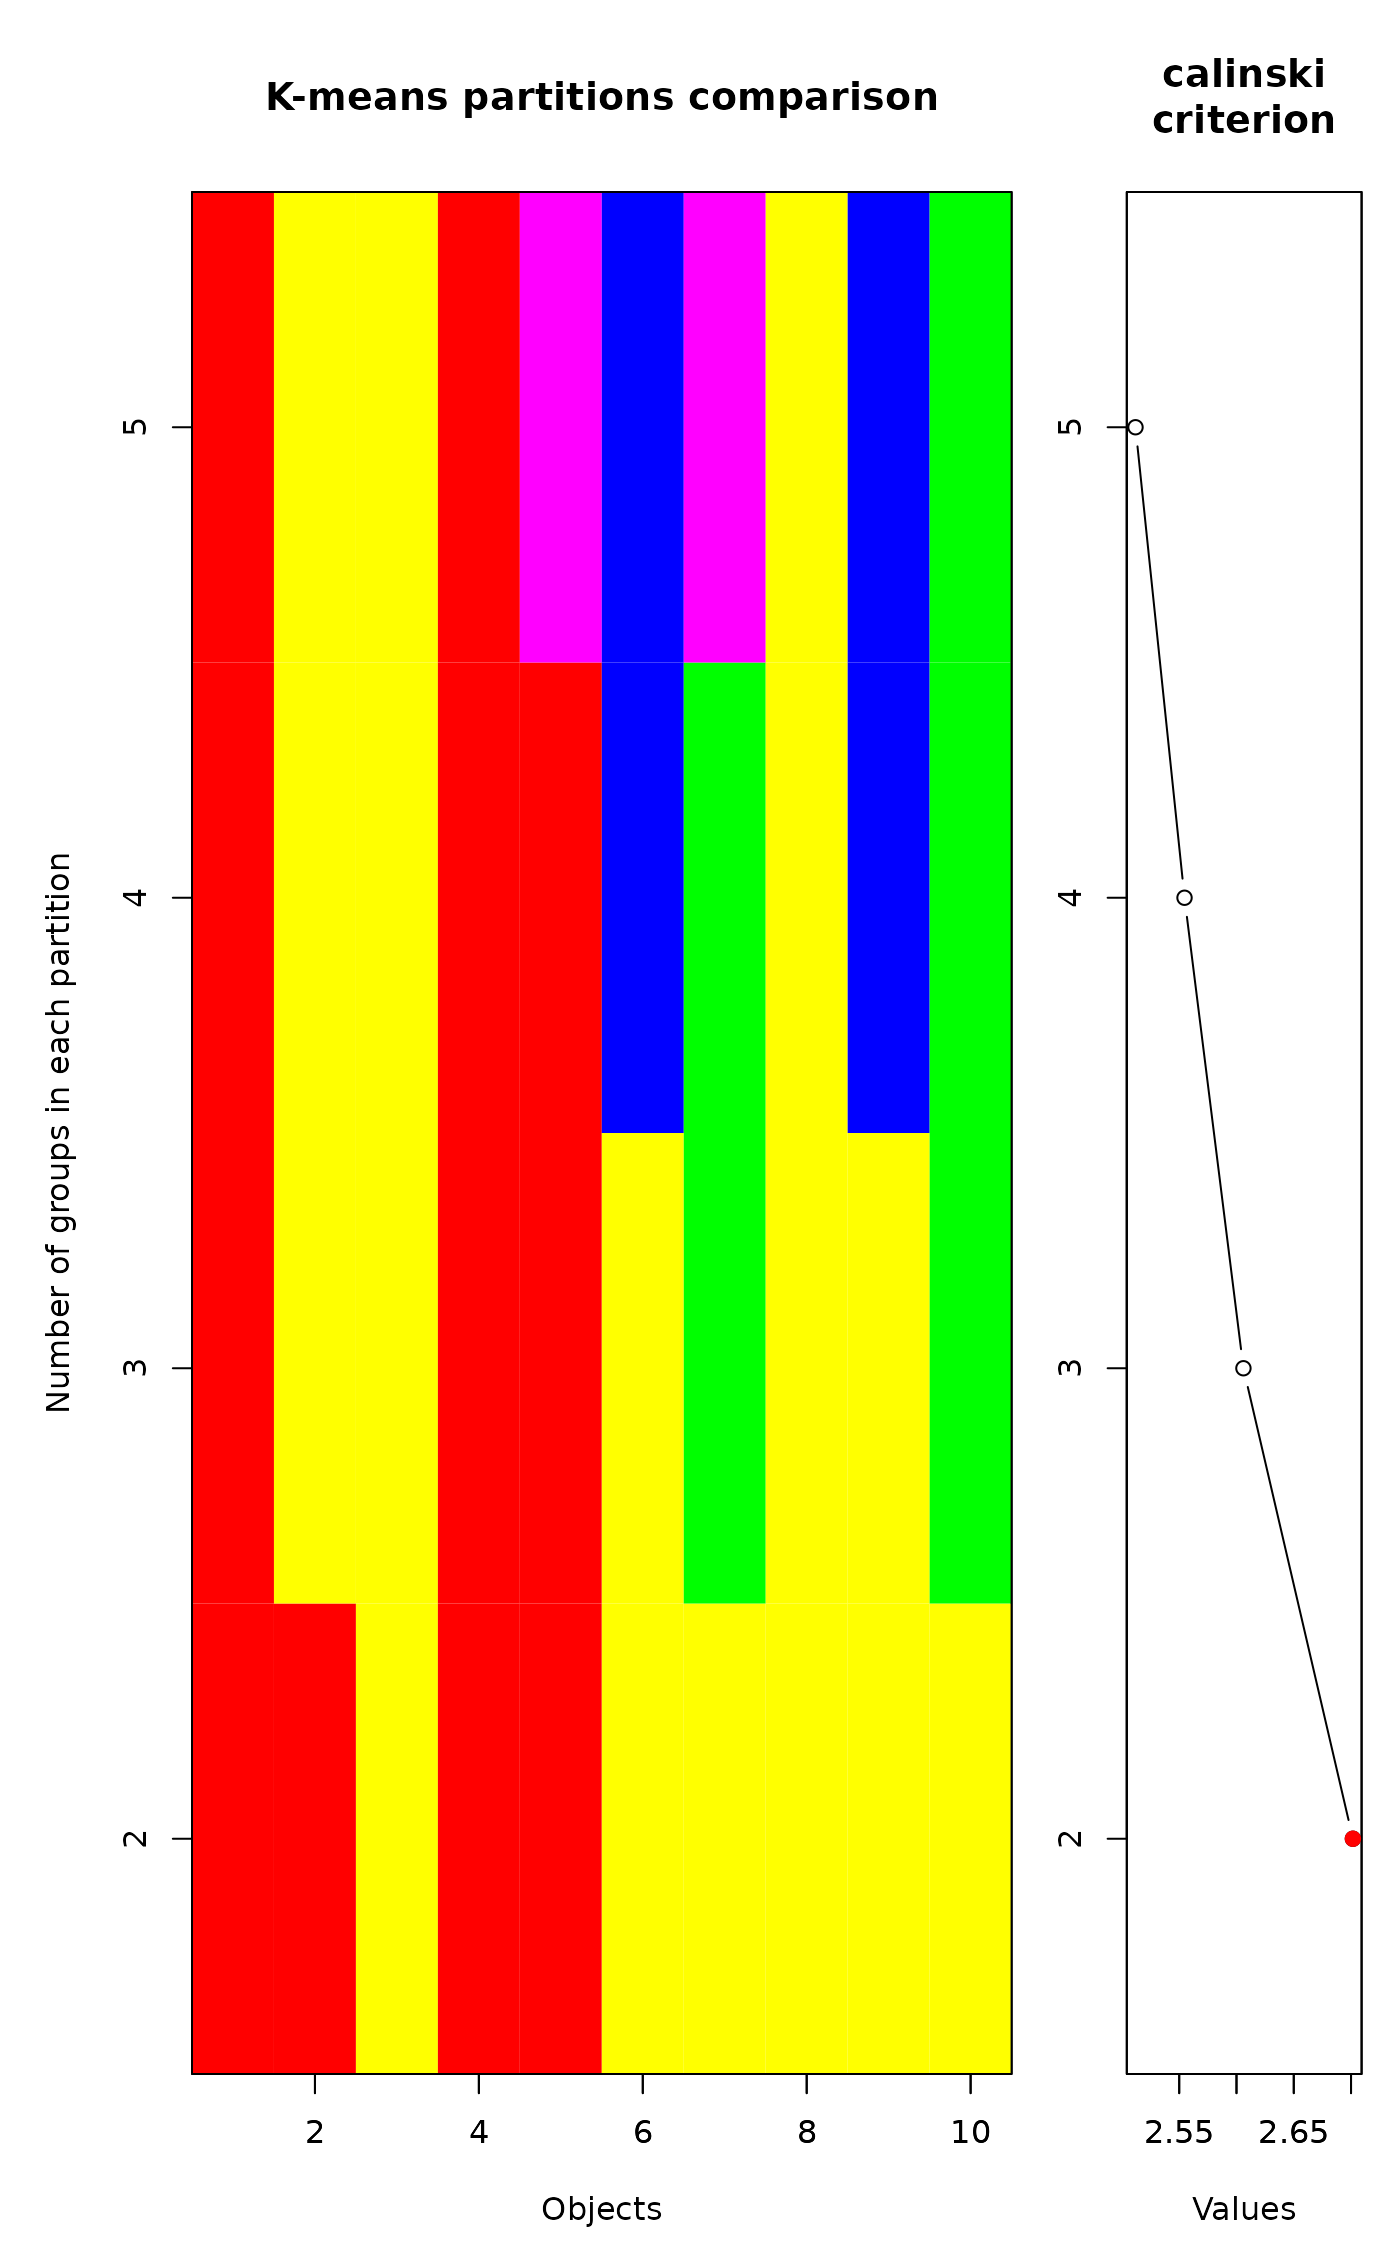 K-means partitions comparison
calinski
criterion
Number of groups in each partition
5
4
3
2
2 4 6 8 10
Objects
5
4
3
2
2.55 2.65
Values